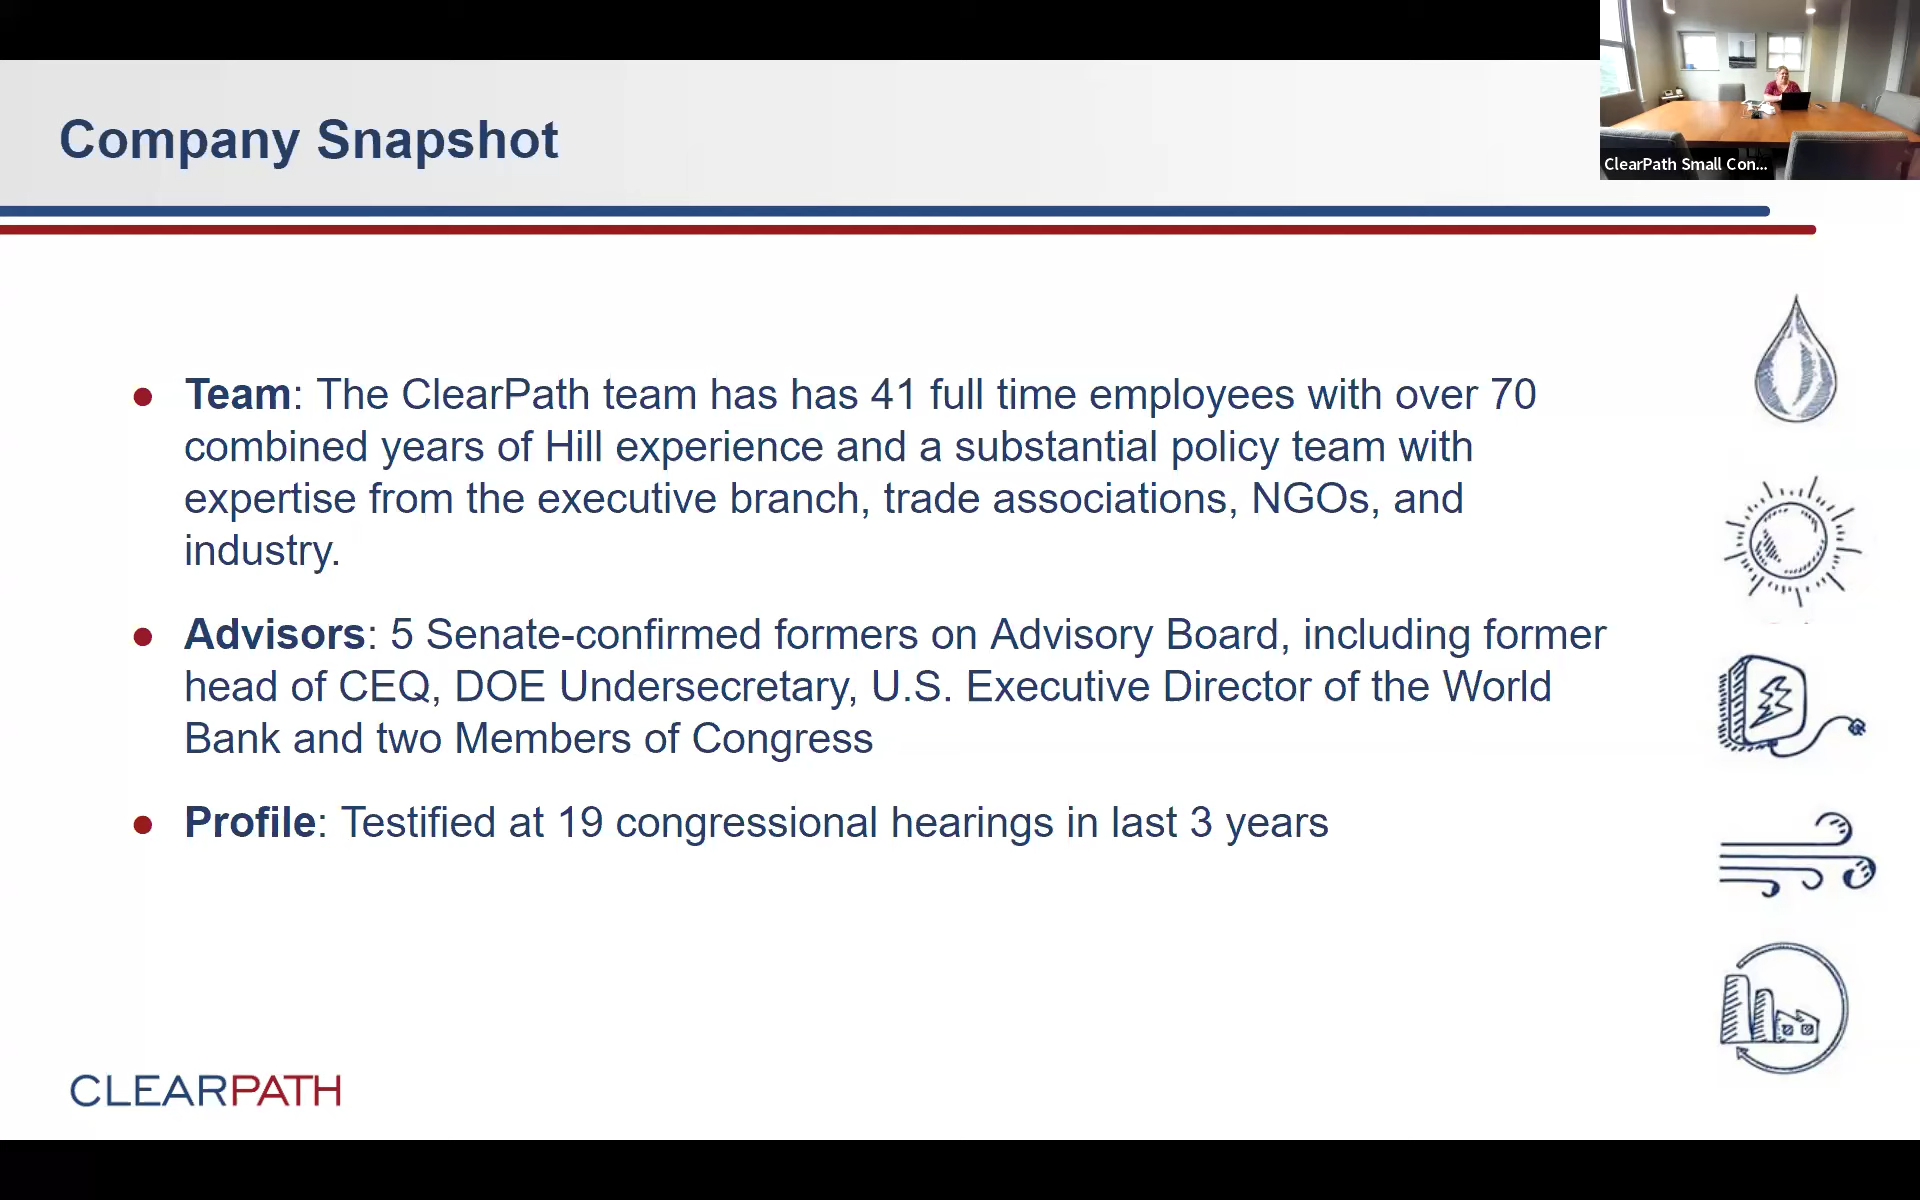 Company Snapshot
ClearPath Small Con...
● Team: The ClearPath team has has 41 full time employees with over 70
combined years of Hill experience and a substantial policy team with
expertise from the executive branch, trade associations, NGOs, and
industry.
● Advisors: 5 Senate-confirmed formers on Advisory Board, including former
head of CEQ, DOE Undersecretary, U.S. Executive Director of the World
Bank and two Members of Congress
● Profile: Testified at 19 congressional hearings in last 3 years
CLEARPATH